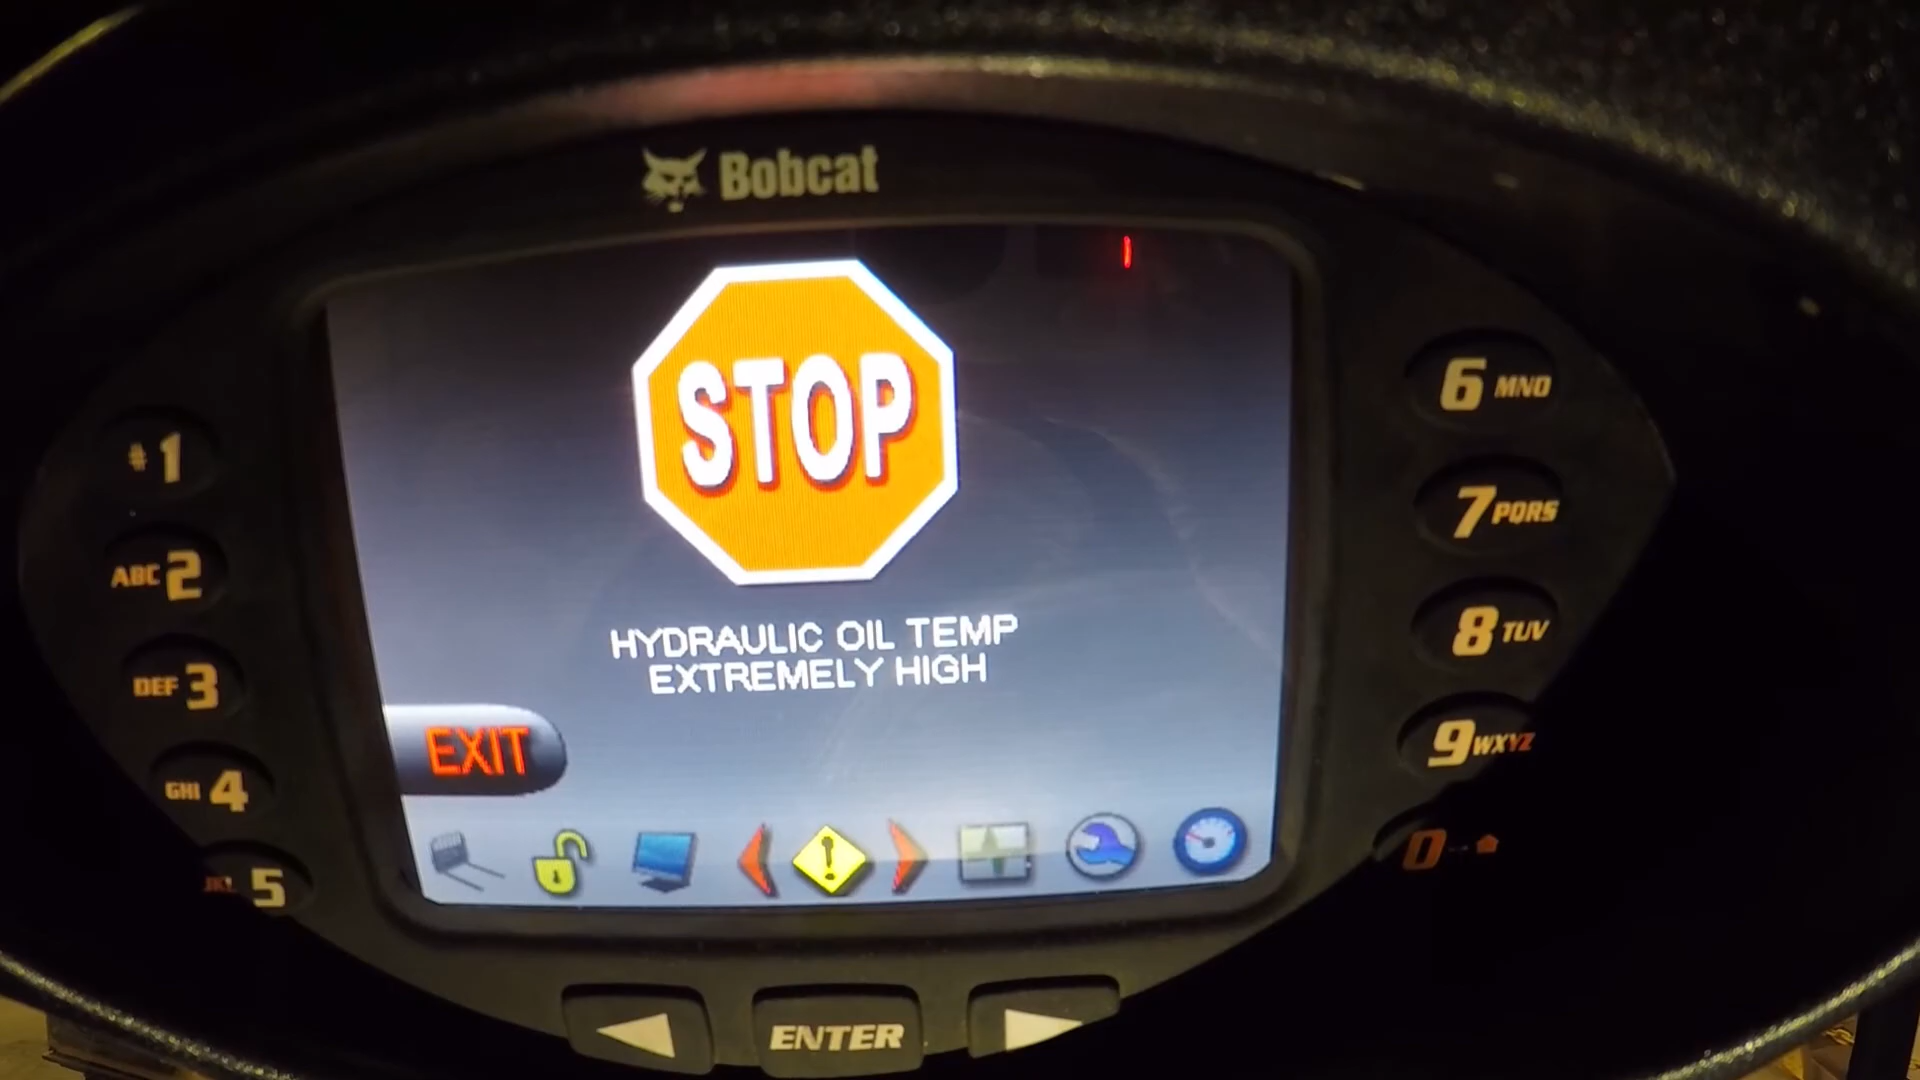 Bobcat
STOP
HYDRAULIC OIL TEMP
EXTREMELY HIGH
EXIT
# 1
ABC 2
DEF 3
GHI 4
JKL 5
6 MNO
7 PQRS
8 TUV
9 WXYZ
0
ENTER